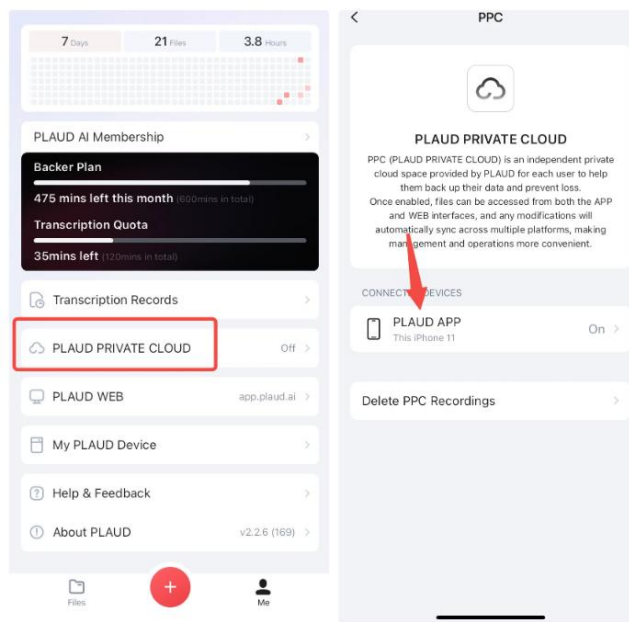 7 Days
21 Files
3.8 Hours
PLAUD AI Membership
Backer Plan
475 mins left this month (600mins in total)
Transcription Quota
35mins left (120mins in total)
Transcription Records
PLAUD PRIVATE CLOUD
Off
PLAUD WEB
app.plaud.ai
My PLAUD Device
Help & Feedback
About PLAUD
v2.2.6 (169)
Files
Me
PPC
PLAUD PRIVATE CLOUD
PPC (PLAUD PRIVATE CLOUD) is an independent private
cloud space provided by PLAUD for each user to help
them back up their data and prevent loss.
Once enabled, files can be accessed from both the APP
and WEB interfaces, and any modifications will
automatically sync across multiple platforms, making
management and operations more convenient.
CONNECTED DEVICES
PLAUD APP
This iPhone 11
On
Delete PPC Recordings